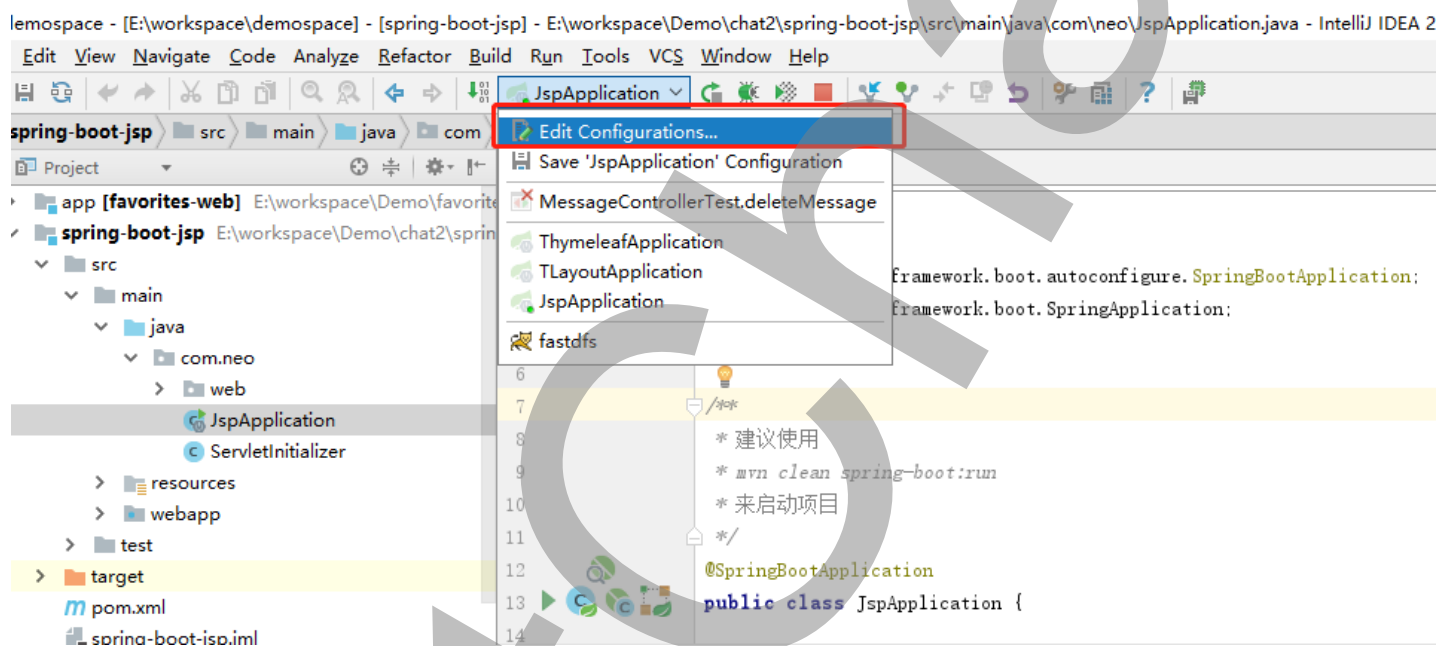 demospace - [E:\workspace\demospace] - [spring-boot-jsp] - E:\workspace\Demo\chat2\spring-boot-jsp\src\main\java\com\neo\JspApplication.java - IntelliJ IDEA 2
Edit View Navigate Code Analyze Refactor Build Run Tools VCS Window Help
JspApplication
spring-boot-jsp src main java com
Edit Configurations...
Save 'JspApplication' Configuration
MessageControllerTest.deleteMessage
ThymeleafApplication
TLayoutApplication
JspApplication
fastdfs
Project
app [favorites-web] E:\workspace\Demo\favorite
spring-boot-jsp E:\workspace\Demo\chat2\sprin
src
main
java
com.neo
web
JspApplication
ServletInitializer
resources
webapp
test
target
pom.xml
spring-boot-jsp.iml
framework.boot.autoconfigure.SpringBootApplication;
framework.boot.SpringApplication;
6
7 /**
8 * 建议使用
9 * mvn clean spring-boot:run
10 * 来启动项目
11 */
12 @SpringBootApplication
13 public class JspApplication {
14